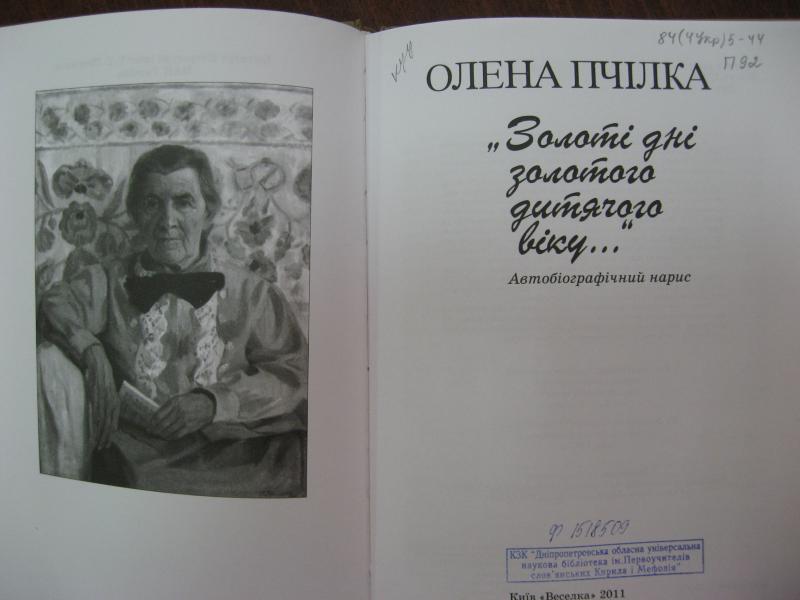 84(4Укр)5-44
П92
ОЛЕНА ПЧІЛКА
„Золоті дні
золотого
дитячого
віку..."
Автобіографічний нарис
Ф 1518509
КЗК "Дніпропетровська обласна універсальна
наукова бібліотека ім.Первоучителів
слов'янських Кирила і Мефодія"
Київ «Веселка» 2011